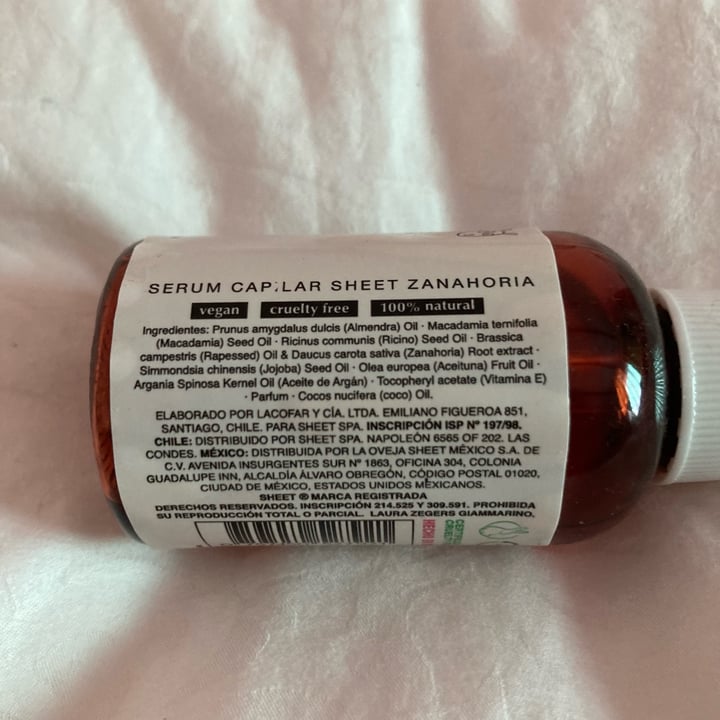 SERUM CAPILAR SHEET ZANAHORIA
vegan cruelty free 100% natural
Ingredientes: Prunus amygdalus dulcis (Almendra) Oil · Macadamia ternifolia
(Macadamia) Seed Oil · Ricinus communis (Ricino) Seed Oil · Brassica
campestris (Rapessed) Oil & Daucus carota sativa (Zanahoria) Root extract ·
Simmondsia chinensis (Jojoba) Seed Oil · Olea europea (Aceituna) Fruit Oil ·
Argania Spinosa Kernel Oil (Aceite de Argán) · Tocopheryl acetate (Vitamina E)
· Parfum · Cocos nucifera (coco) Oil.
ELABORADO POR LACOFAR Y CÍA. LTDA. EMILIANO FIGUEROA 851,
SANTIAGO, CHILE. PARA SHEET SPA. INSCRIPCIÓN ISP Nº 197/98.
CHILE: DISTRIBUIDO POR SHEET SPA. NAPOLEÓN 6565 OF 202. LAS
CONDES. MÉXICO: DISTRIBUIDA POR LA OVEJA SHEET MÉXICO S.A. DE
C.V. AVENIDA INSURGENTES SUR Nº 1863, OFICINA 304, COLONIA
GUADALUPE INN, ALCALDÍA ÁLVARO OBREGÓN, CÓDIGO POSTAL 01020,
CIUDAD DE MÉXICO, ESTADOS UNIDOS MEXICANOS.
SHEET ® MARCA REGISTRADA
DERECHOS RESERVADOS. INSCRIPCIÓN 214.525 Y 309.591. PROHIBIDA
SU REPRODUCCIÓN TOTAL O PARCIAL. LAURA ZEGERS GIAMMARINO.